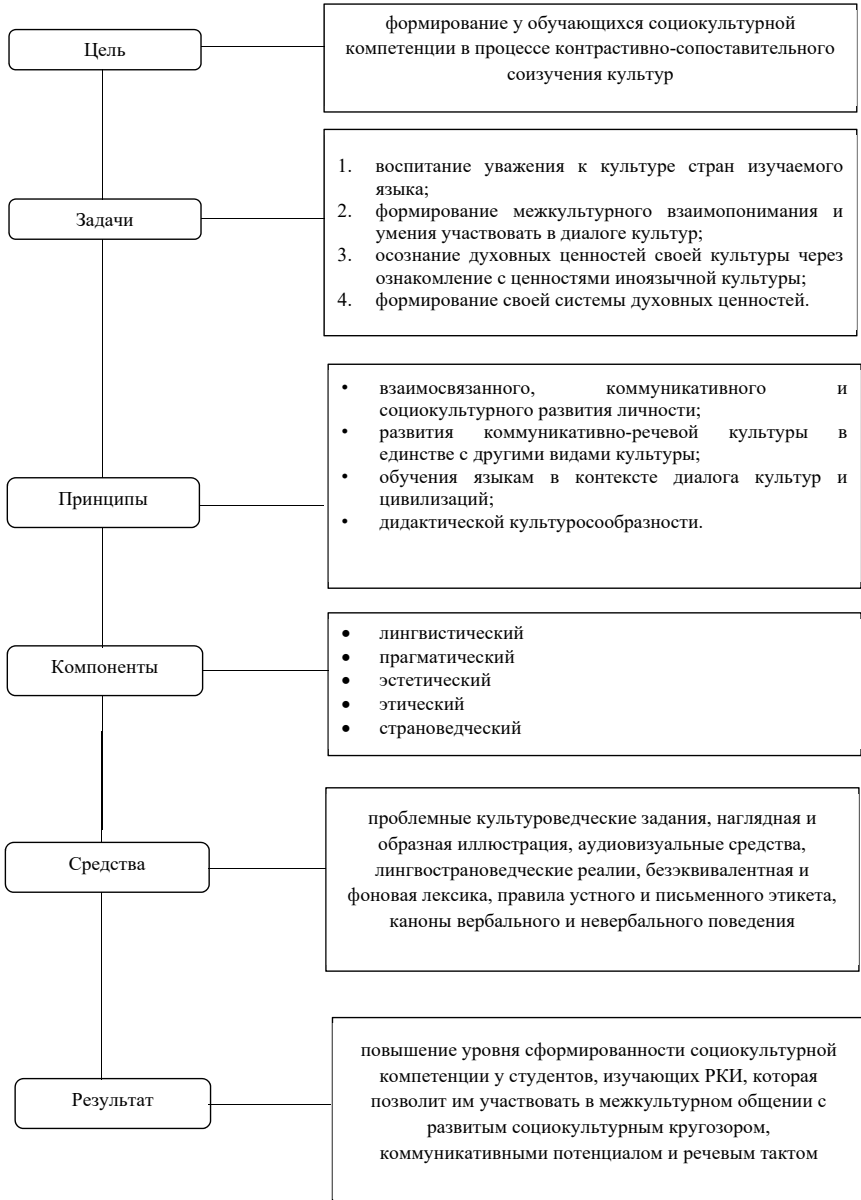 Цель
формирование у обучающихся социокультурной
компетенции в процессе контрастивно-сопоставительного
соизучения культур
Задачи
1. воспитание уважения к культуре стран изучаемого
языка;
2. формирование межкультурного взаимопонимания и
умения участвовать в диалоге культур;
3. осознание духовных ценностей своей культуры через
ознакомление с ценностями иноязычной культуры;
4. формирование своей системы духовных ценностей.
Принципы
• взаимосвязанного, коммуникативного и
социокультурного развития личности;
• развития коммуникативно-речевой культуры в
единстве с другими видами культуры;
• обучения языкам в контексте диалога культур и
цивилизаций;
• дидактической культуросообразности.
Компоненты
• лингвистический
• прагматический
• эстетический
• этический
• страноведческий
Средства
проблемные культуроведческие задания, наглядная и
образная иллюстрация, аудиовизуальные средства,
лингвострановедческие реалии, безэквивалентная и
фоновая лексика, правила устного и письменного этикета,
каноны вербального и невербального поведения
Результат
повышение уровня сформированности социокультурной
компетенции у студентов, изучающих РКИ, которая
позволит им участвовать в межкультурном общении с
развитым социокультурным кругозором,
коммуникативными потенциалом и речевым тактом